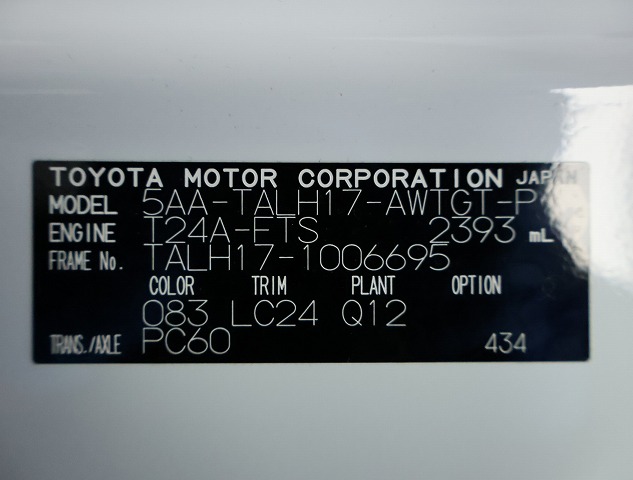 TOYOTA MOTOR CORPORATION JAPAN
MODEL 5AA-TALH17-AWTGT-P
ENGINE T24A-ETS 2393 mL
FRAME No. TALH17-1006695
COLOR TRIM PLANT OPTION
083 LC24 Q12
TRANS./AXLE PC60 434